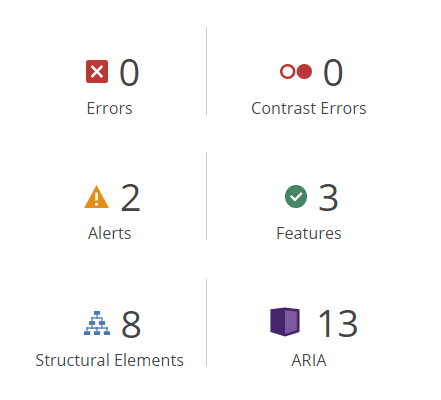 0
0
Errors
Contrast Errors
2
3
Alerts
Features
8
13
Structural Elements
ARIA